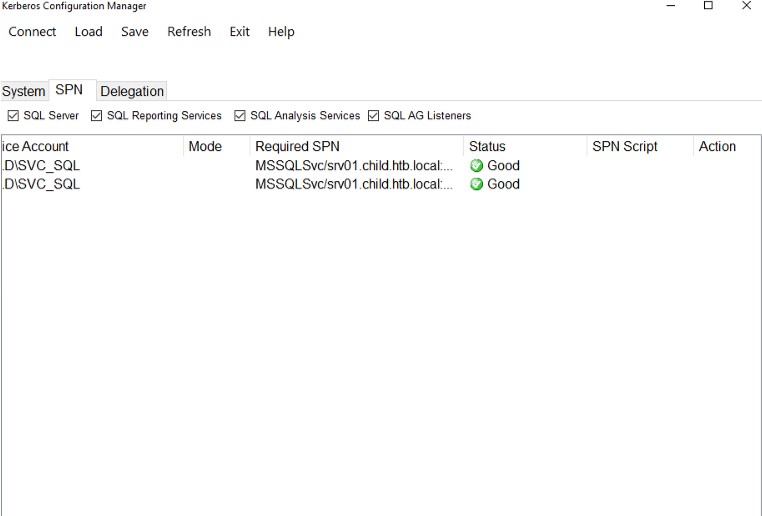 Kerberos Configuration Manager
Connect Load Save Refresh Exit Help
System SPN Delegation
SQL Server SQL Reporting Services SQL Analysis Services SQL AG Listeners
ice Account Mode Required SPN Status SPN Script Action
.D\SVC_SQL MSSQLSvc/srv01.child.htb.local:... Good
.D\SVC_SQL MSSQLSvc/srv01.child.htb.local:... Good